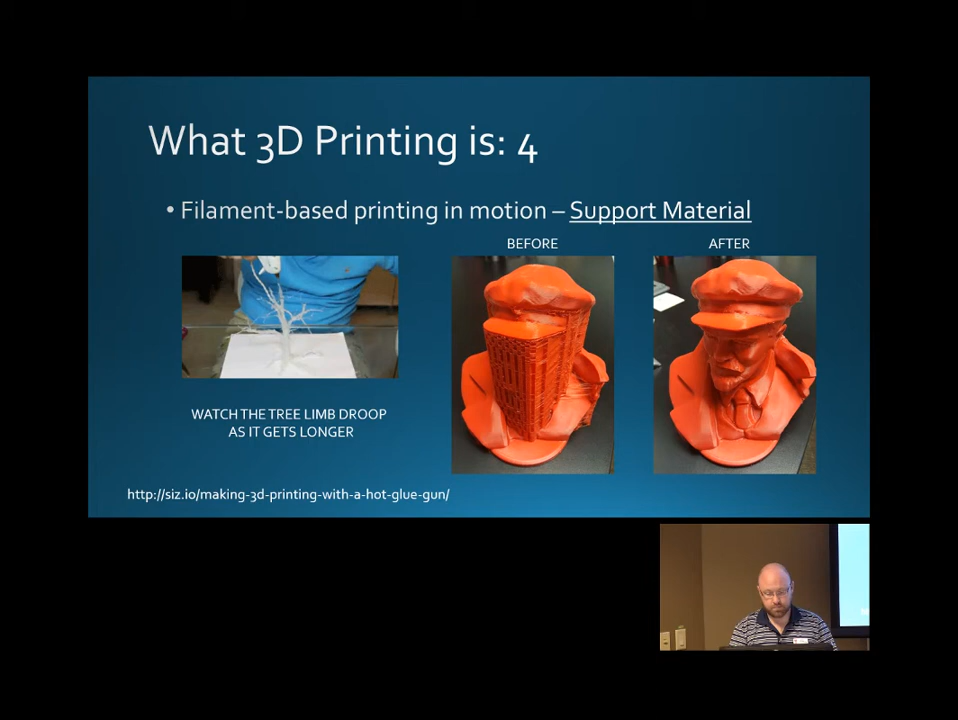 What 3D Printing is: 4
• Filament-based printing in motion – Support Material
BEFORE
AFTER
WATCH THE TREE LIMB DROOP
AS IT GETS LONGER
http://siz.io/making-3d-printing-with-a-hot-glue-gun/